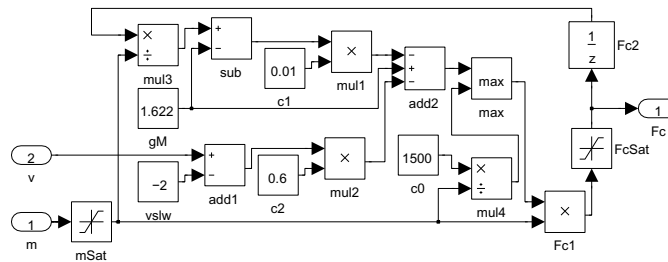 1
z
×
÷
mul3
+
−
sub
0.01
c1
×
mul1
−
+
−
add2
max
max
Fc2
1
Fc
1.622
gM
FcSat
2
v
+
−
add1
−2
vslw
0.6
c2
×
mul2
1500
c0
×
÷
mul4
×
Fc1
1
m
mSat